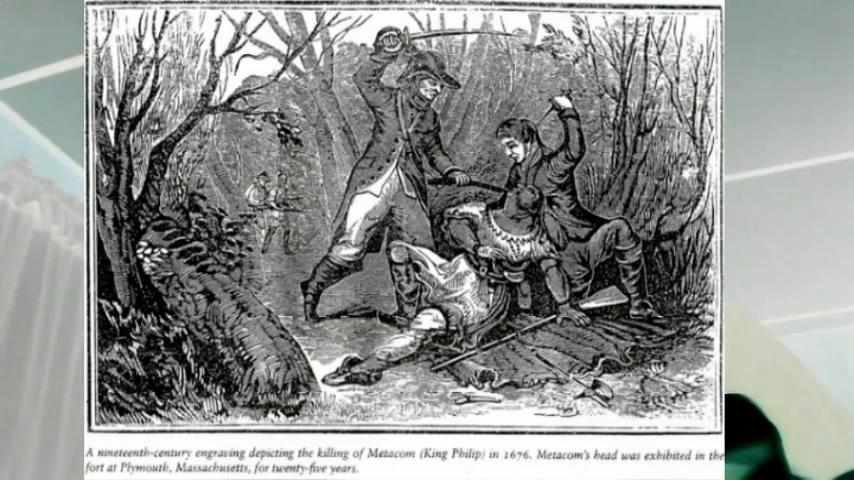 A nineteenth-century engraving depicting the killing of Metacom (King Philip) in 1676. Metacom's head was exhibited in the
fort at Plymouth, Massachusetts, for twenty-five years.